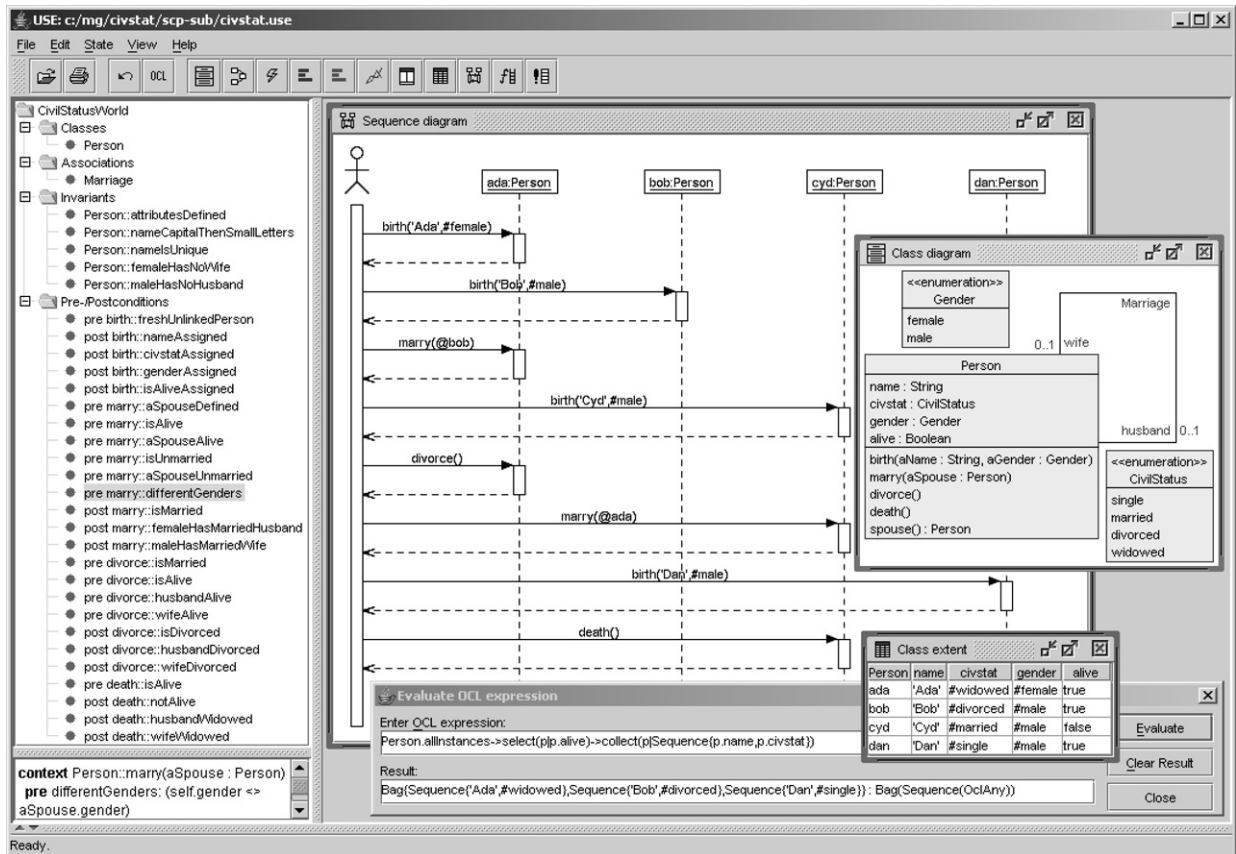 USE: c:/mg/civstat/scp-sub/civstat.use
File Edit State View Help
OCL
CivilStatusWorld
Classes
Person
Associations
Marriage
Invariants
Person::attributesDefined
Person::nameCapitalThenSmallLetters
Person::nameIsUnique
Person::femaleHasNoWife
Person::maleHasNoHusband
Pre-/Postconditions
pre birth::freshUnlinkedPerson
post birth::nameAssigned
post birth::civstatAssigned
post birth::genderAssigned
post birth::isAliveAssigned
pre marry::aSpouseDefined
pre marry::isAlive
pre marry::aSpouseAlive
pre marry::isUnmarried
pre marry::aSpouseUnmarried
pre marry::differentGenders
post marry::isMarried
post marry::femaleHasMarriedHusband
post marry::maleHasMarriedWife
pre divorce::isMarried
pre divorce::isAlive
pre divorce::husbandAlive
pre divorce::wifeAlive
post divorce::isDivorced
post divorce::husbandDivorced
post divorce::wifeDivorced
pre death::isAlive
post death::notAlive
post death::husbandWidowed
post death::wifeWidowed
context Person::marry(aSpouse : Person)
pre differentGenders: (self.gender <>
aSpouse.gender)
Sequence diagram
ada:Person bob:Person cyd:Person dan:Person
birth('Ada',#female)
birth('Bob',#male)
marry(@bob)
birth('Cyd',#male)
divorce()
marry(@ada)
birth('Dan',#male)
death()
Class diagram
<<enumeration>>
Gender
female
male
Marriage
0..1 wife
husband 0..1
Person
name : String
civstat : CivilStatus
gender : Gender
alive : Boolean
birth(aName : String, aGender : Gender)
marry(aSpouse : Person)
divorce()
death()
spouse() : Person
<<enumeration>>
CivilStatus
single
married
divorced
widowed
Class extent
Person name civstat gender alive
ada 'Ada' #widowed #female true
bob 'Bob' #divorced #male true
cyd 'Cyd' #married #male false
dan 'Dan' #single #male true
Evaluate OCL expression
Enter OCL expression:
Person.allInstances->select(p|p.alive)->collect(p|Sequence{p.name,p.civstat})
Result:
Bag{Sequence{'Ada',#widowed},Sequence{'Bob',#divorced},Sequence{'Dan',#single}} : Bag(Sequence(OclAny))
Evaluate
Clear Result
Close
Ready.